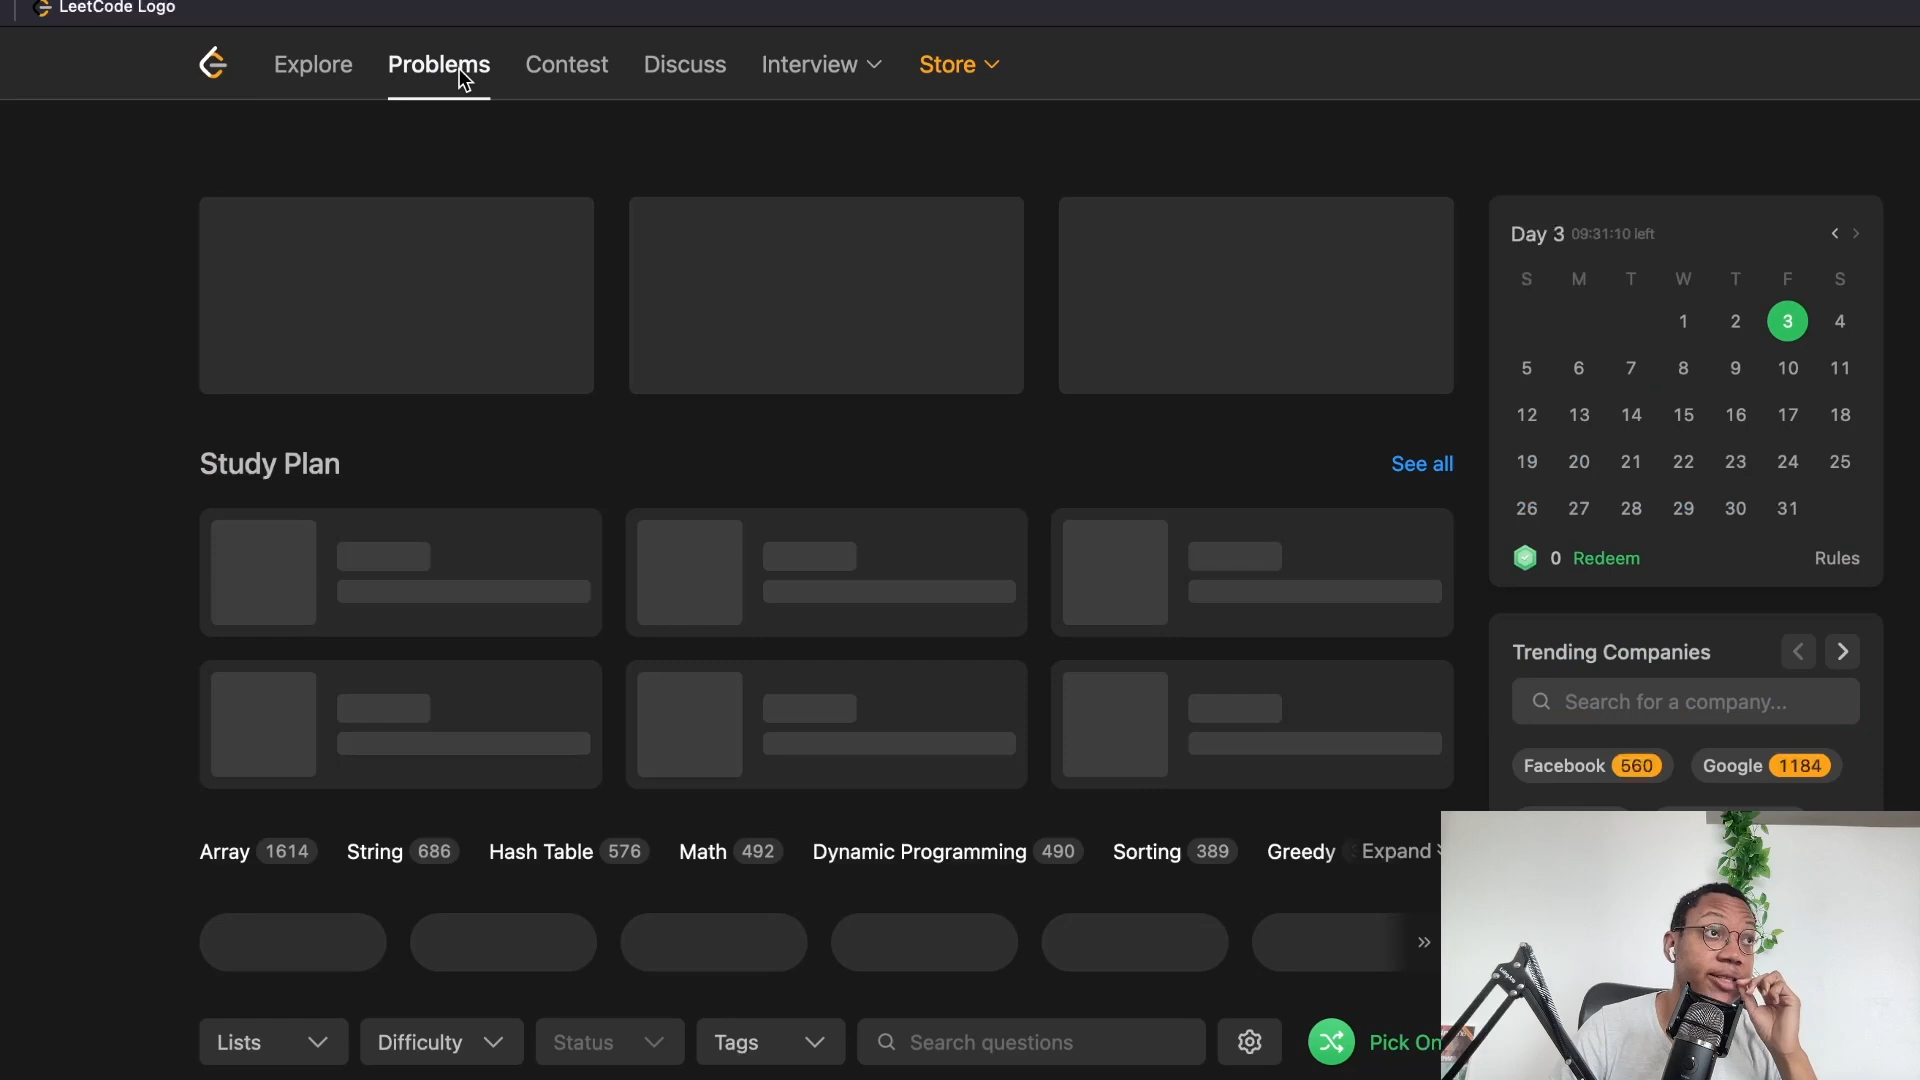 LeetCode Logo
Explore Problems Contest Discuss Interview Store
Day 3 09:31:10 left
S M T W T F S
1 2 3 4
5 6 7 8 9 10 11
12 13 14 15 16 17 18
19 20 21 22 23 24 25
26 27 28 29 30 31
0 Redeem Rules
Study Plan See all
Trending Companies
Search for a company...
Facebook 560 Google 1184
Array 1614 String 686 Hash Table 576 Math 492 Dynamic Programming 490 Sorting 389 Greedy Expand
Lists Difficulty Status Tags Search questions Pick On